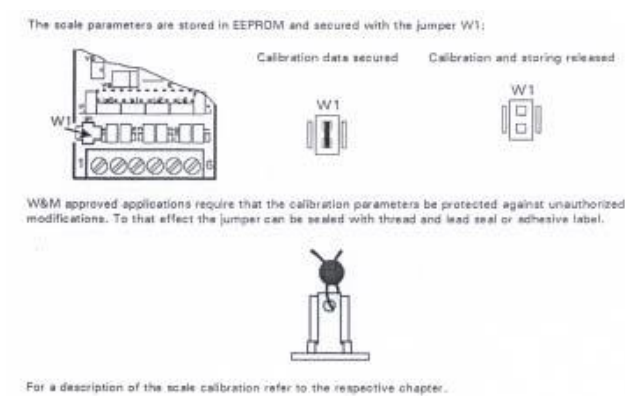 The scale parameters are stored in EEPROM and secured with the jumper W1:
Calibration data secured
Calibration and storing released
W1
W1
W1
1
6
W&M approved applications require that the calibration parameters be protected against unauthorized
modifications. To that effect the jumper can be sealed with thread and lead seal or adhesive label.
For a description of the scale calibration refer to the respective chapter.